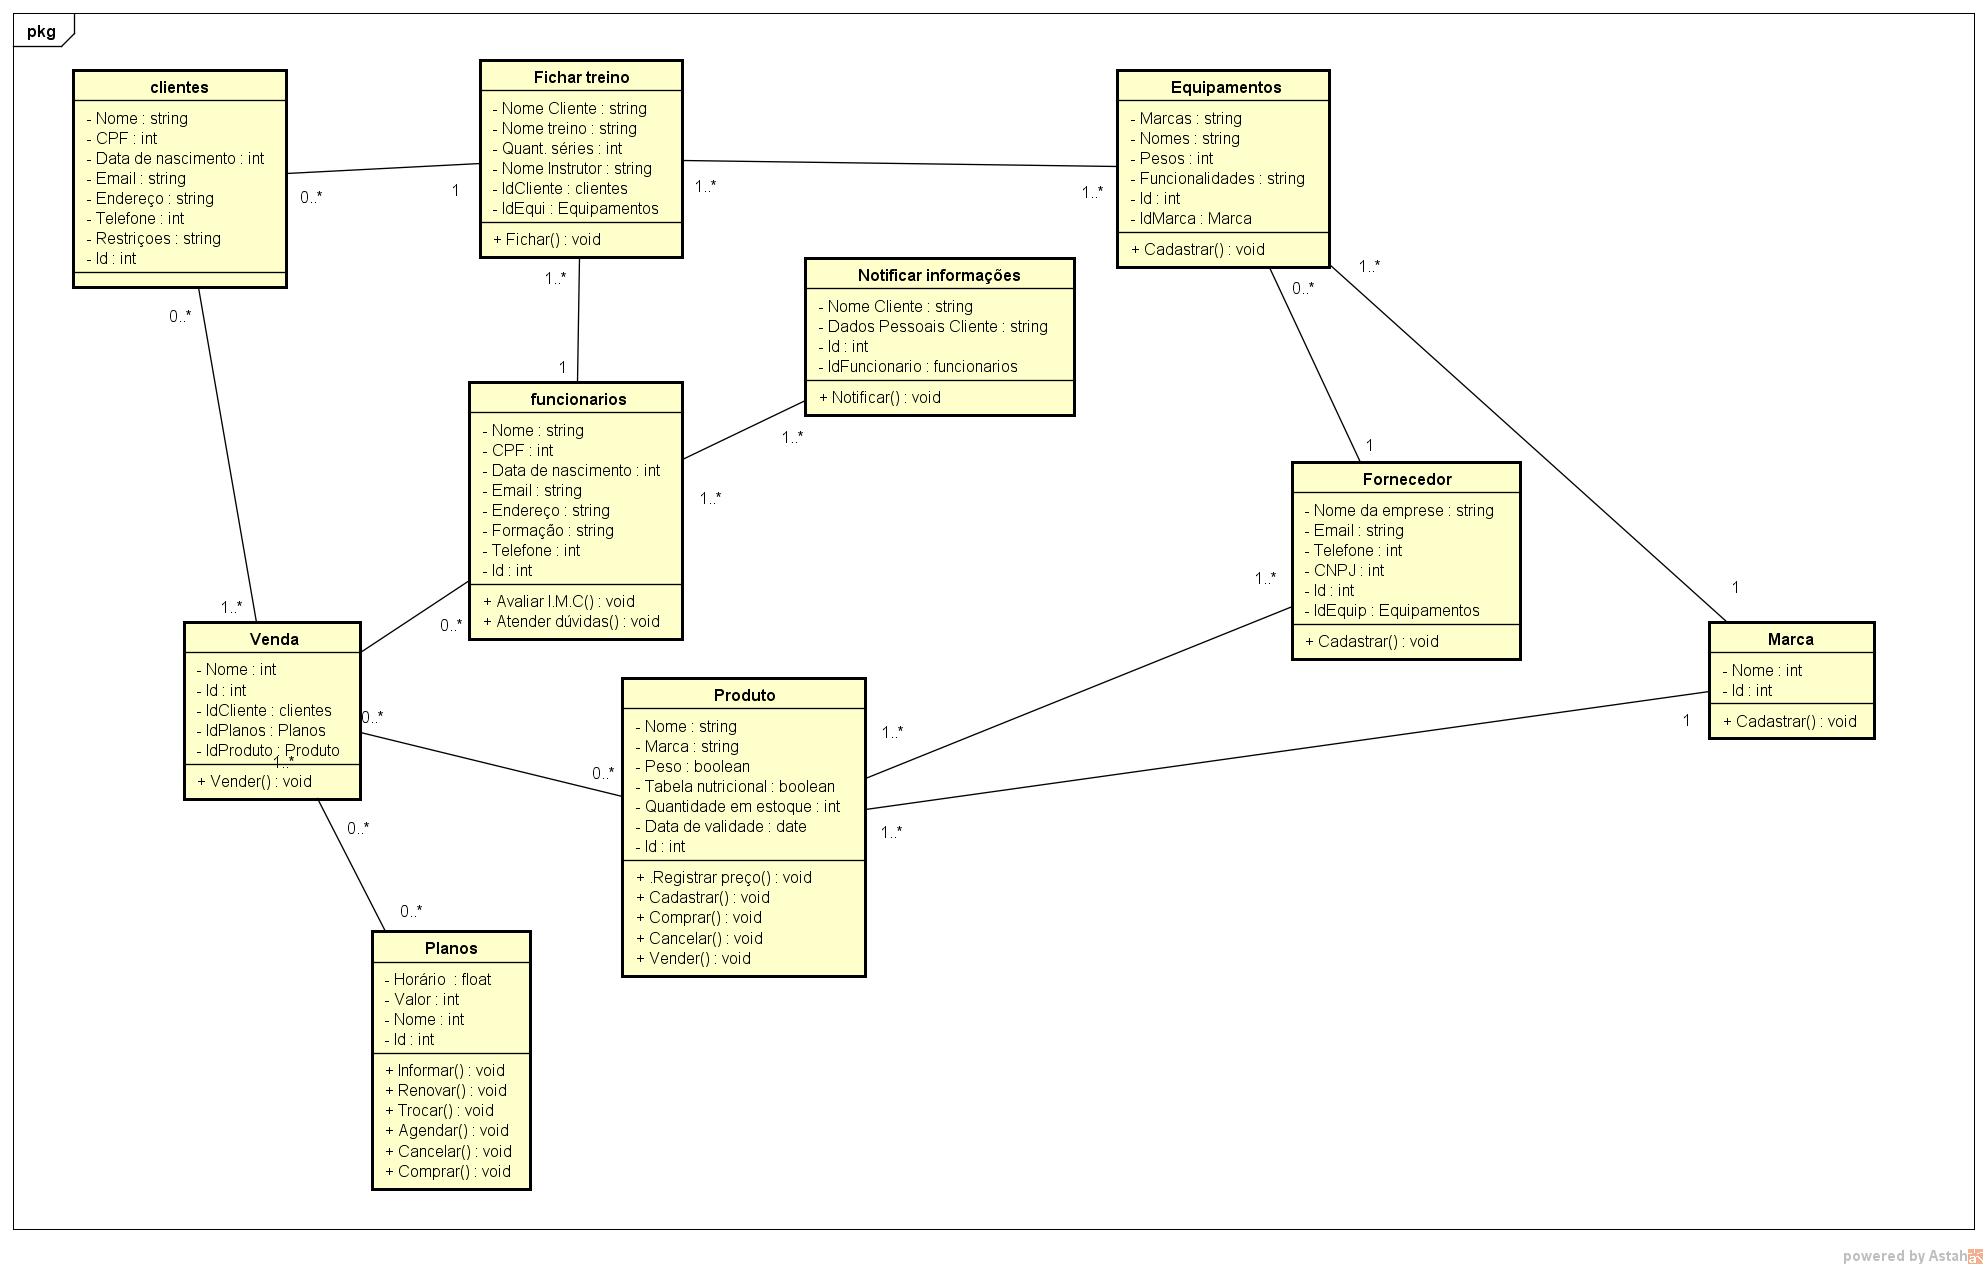 pkg
clientes
- Nome : string
- CPF : int
- Data de nascimento : int
- Email : string
- Endereço : string
- Telefone : int
- Restriçoes : string
- Id : int
0..*
1
0..*
1..*
Fichar treino
- Nome Cliente : string
- Nome treino : string
- Quant. séries : int
- Nome Instrutor : string
- IdCliente : clientes
- IdEqui : Equipamentos
+ Fichar() : void
1..*
1..*
1..*
1
Equipamentos
- Marcas : string
- Nomes : string
- Pesos : int
- Funcionalidades : string
- Id : int
- IdMarca : Marca
+ Cadastrar() : void
0..*
1
1..*
1
Notificar informações
- Nome Cliente : string
- Dados Pessoais Cliente : string
- Id : int
- IdFuncionario : funcionarios
+ Notificar() : void
1..*
1..*
funcionarios
- Nome : string
- CPF : int
- Data de nascimento : int
- Email : string
- Endereço : string
- Formação : string
- Telefone : int
- Id : int
+ Avaliar I.M.C() : void
+ Atender dúvidas() : void
0..*
Fornecedor
- Nome da emprese : string
- Email : string
- Telefone : int
- CNPJ : int
- Id : int
- IdEquip : Equipamentos
+ Cadastrar() : void
1..*
1..*
Marca
- Nome : int
- Id : int
+ Cadastrar() : void
1
1..*
Venda
- Nome : int
- Id : int
- IdCliente : clientes
- IdPlanos : Planos
- IdProduto : Produto
1..*
+ Vender() : void
0..*
0..*
0..*
0..*
Produto
- Nome : string
- Marca : string
- Peso : boolean
- Tabela nutricional : boolean
- Quantidade em estoque : int
- Data de validade : date
- Id : int
+ .Registrar preço() : void
+ Cadastrar() : void
+ Comprar() : void
+ Cancelar() : void
+ Vender() : void
Planos
- Horário  : float
- Valor : int
- Nome : int
- Id : int
+ Informar() : void
+ Renovar() : void
+ Trocar() : void
+ Agendar() : void
+ Cancelar() : void
+ Comprar() : void
powered by Astah